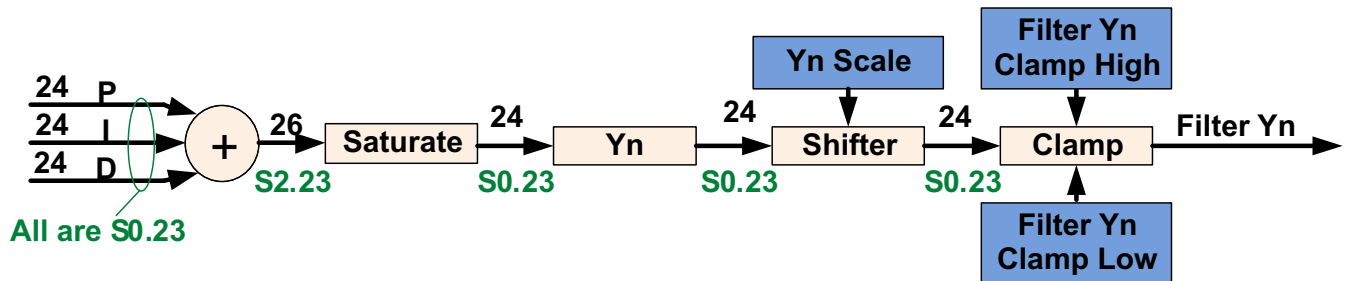 Filter Yn
Clamp High
Yn Scale
24 P
24 I
24 D
+
26
Saturate
24
Yn
24
Shifter
24
Clamp
Filter Yn
S2.23
S0.23
S0.23
S0.23
All are S0.23
Filter Yn
Clamp Low